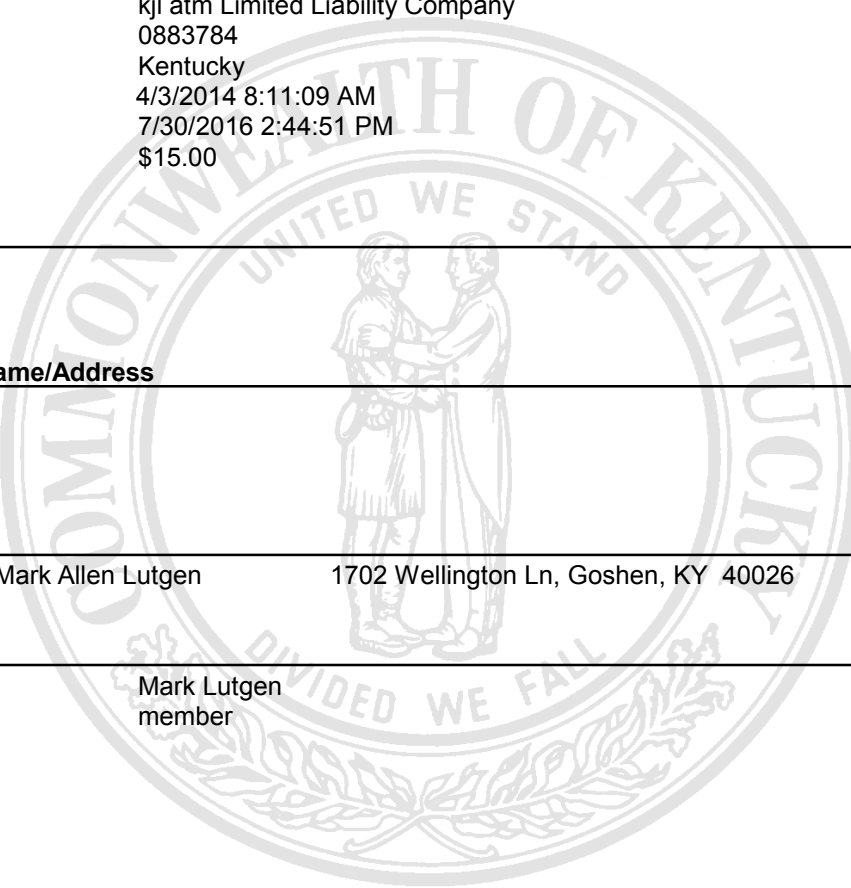 kjl atm Limited Liability Company
0883784
Kentucky
4/3/2014 8:11:09 AM
7/30/2016 2:44:51 PM
$15.00
COMMONWEALTH OF KENTUCKY
UNITED WE STAND
ame/Address
Mark Allen Lutgen 1702 Wellington Ln, Goshen, KY 40026
DIVIDED WE FALL
Mark Lutgen
member